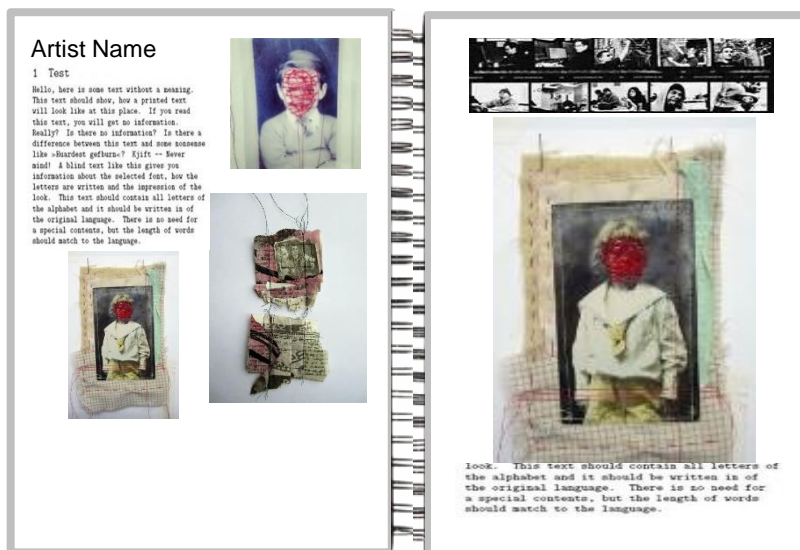 Artist Name
1 Test
Hello, here is some text without a meaning.
This text should show, how a printed text
will look like at this place. If you read
this text, you will get no information.
Really? Is there no information? Is there a
difference between this text and some nonsense
like »Huardest gefburn«? Kjift -- Never
mind! A blind text like this gives you
information about the selected font, how the
letters are written and the impression of the
look. This text should contain all letters of
the alphabet and it should be written in of
the original language. There is no need for
a special contents, but the length of words
should match to the language.
look. This text should contain all letters of
the alphabet and it should be written in of
the original language. There is no need for
a special contents, but the length of words
should match to the language.